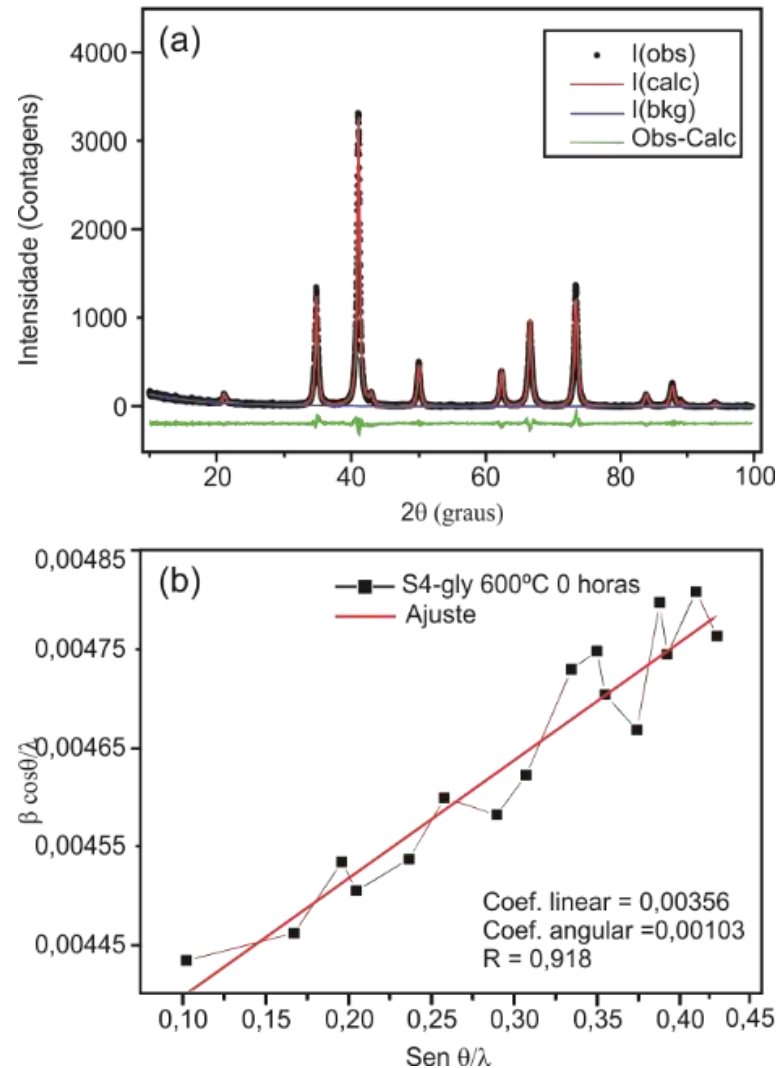 (a)
I(obs)
I(calc)
I(bkg)
Obs-Calc
Intensidade (Contagens)
4000
3000
2000
1000
0
20
40
60
80
100
2θ (graus)
(b)
S4-gly 600ºC 0 horas
Ajuste
β cosθ/λ
0,00485
0,00475
0,00465
0,00455
0,00445
Coef. linear = 0,00356
Coef. angular =0,00103
R = 0,918
0,10
0,15
0,20
0,25
0,30
0,35
0,40
0,45
Sen θ/λ